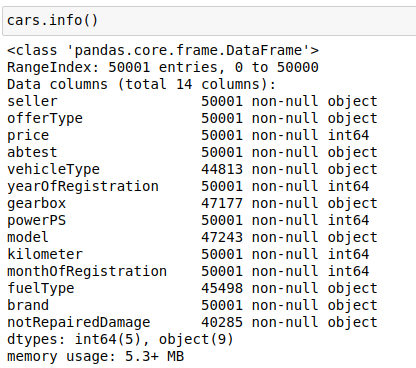 cars.info()
<class 'pandas.core.frame.DataFrame'>
RangeIndex: 50001 entries, 0 to 50000
Data columns (total 14 columns):
seller                 50001 non-null object
offerType              50001 non-null object
price                  50001 non-null int64
abtest                 50001 non-null object
vehicleType            44813 non-null object
yearOfRegistration     50001 non-null int64
gearbox                47177 non-null object
powerPS                50001 non-null int64
model                  47243 non-null object
kilometer              50001 non-null int64
monthOfRegistration    50001 non-null int64
fuelType               45498 non-null object
brand                  50001 non-null object
notRepairedDamage      40285 non-null object
dtypes: int64(5), object(9)
memory usage: 5.3+ MB